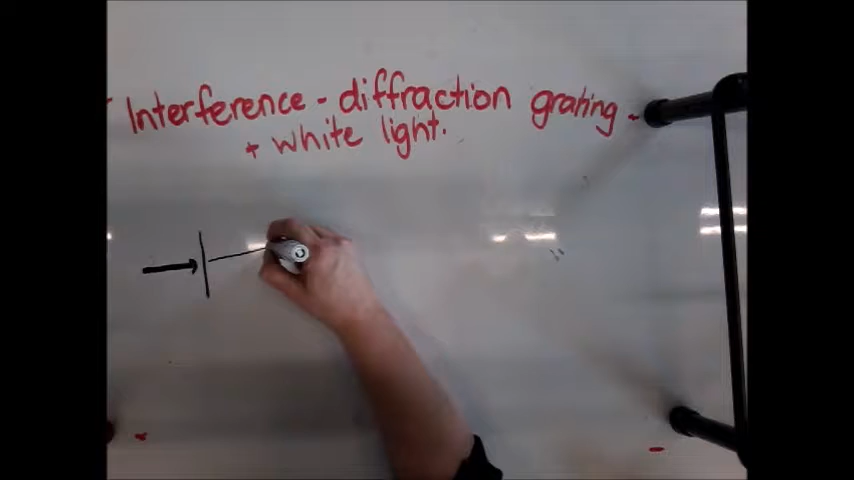 Interference - diffraction grating -
+ white light.